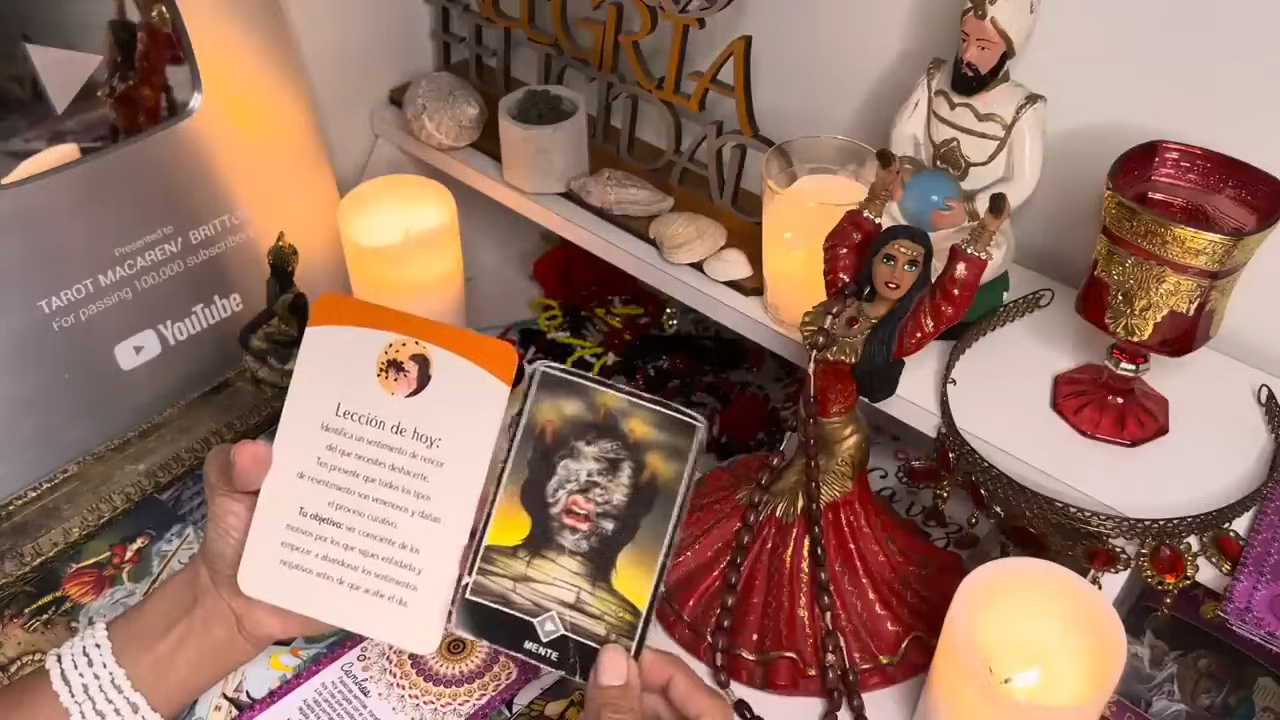 ALEGRIA
FELICIDAD
Presented to
TAROT MACAREN/ BRITTO
For passing 100,000 subscribers
YouTube
Lección de hoy:
Identifica un sentimiento de rencor
del que necesites deshacerte.
Ten presente que todos los tipos
de resentimiento son venenosos y dañan
el proceso curativo.
Tu objetivo: ser consciente de los
motivos por los que sigues enfadada y
empezar a abandonar los sentimientos
negativos antes de que acabe el día.
MENTE
Cambios